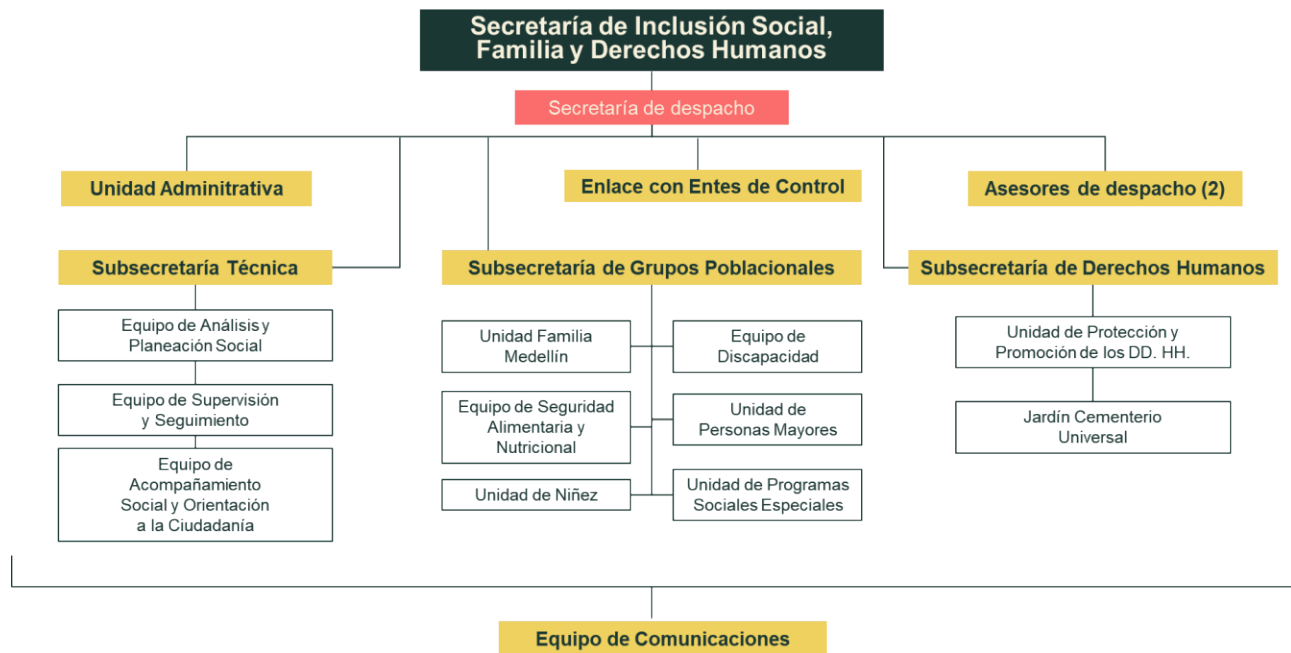 Secretaría de Inclusión Social,
Familia y Derechos Humanos
Secretaría de despacho
Unidad Adminitrativa
Enlace con Entes de Control
Asesores de despacho (2)
Subsecretaría Técnica
Equipo de Análisis y
Planeación Social
Equipo de Supervisión
y Seguimiento
Equipo de
Acompañamiento
Social y Orientación
a la Ciudadanía
Subsecretaría de Grupos Poblacionales
Unidad Familia
Medellín
Equipo de
Discapacidad
Equipo de Seguridad
Alimentaria y
Nutricional
Unidad de
Personas Mayores
Unidad de Niñez
Unidad de Programas
Sociales Especiales
Subsecretaría de Derechos Humanos
Unidad de Protección y
Promoción de los DD. HH.
Jardín Cementerio
Universal
Equipo de Comunicaciones